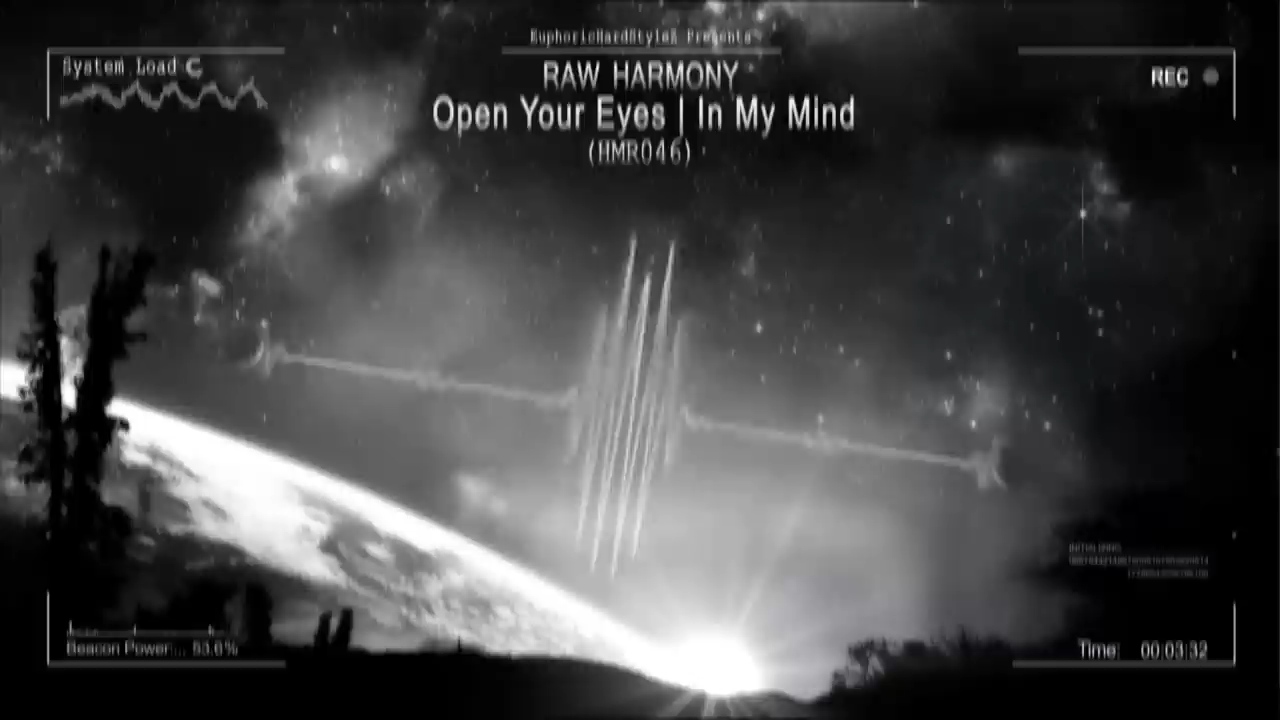 EuphoricHardStyleZ Presents
System Load
RAW HARMONY
REC
Open Your Eyes | In My Mind
(HMR046)
Beacon Power... 53.6%
Time: 00:03:32